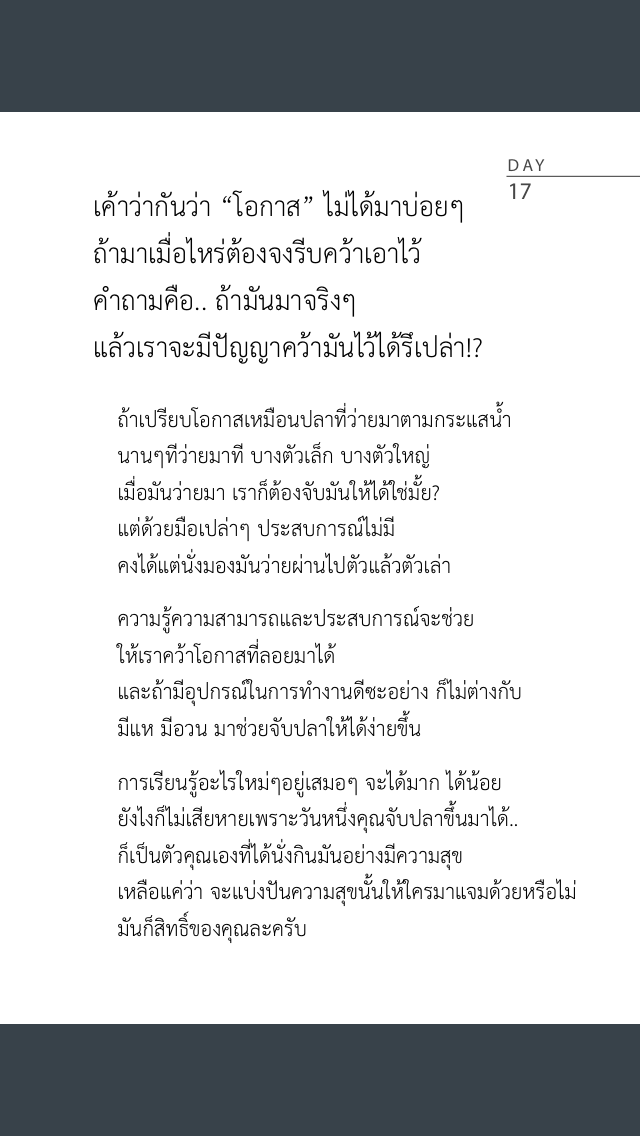 DAY
17
เค้าว่ากันว่า “โอกาส” ไม่ได้มาบ่อยๆ
ถ้ามาเมื่อไหร่ต้องจงรีบคว้าเอาไว้
คำถามคือ.. ถ้ามันมาจริงๆ
แล้วเราจะมีปัญญาคว้ามันไว้ได้รึเปล่า!?
ถ้าเปรียบโอกาสเหมือนปลาที่ว่ายมาตามกระแสน้ำ
นานๆทีว่ายมาที บางตัวเล็ก บางตัวใหญ่
เมื่อมันว่ายมา เราก็ต้องจับมันให้ได้ใช่มั้ย?
แต่ด้วยมือเปล่าๆ ประสบการณ์ไม่มี
คงได้แต่นั่งมองมันว่ายผ่านไปตัวแล้วตัวเล่า
ความรู้ความสามารถและประสบการณ์จะช่วย
ให้เราคว้าโอกาสที่ลอยมาได้
และถ้ามีอุปกรณ์ในการทำงานดีซะอย่าง ก็ไม่ต่างกับ
มีแห มีอวน มาช่วยจับปลาให้ได้ง่ายขึ้น
การเรียนรู้อะไรใหม่ๆอยู่เสมอๆ จะได้มาก ได้น้อย
ยังไงก็ไม่เสียหายเพราะวันหนึ่งคุณจับปลาขึ้นมาได้..
ก็เป็นตัวคุณเองที่ได้นั่งกินมันอย่างมีความสุข
เหลือแค่ว่า จะแบ่งปันความสุขนั้นให้ใครมาแจมด้วยหรือไม่
มันก็สิทธิ์ของคุณละครับ